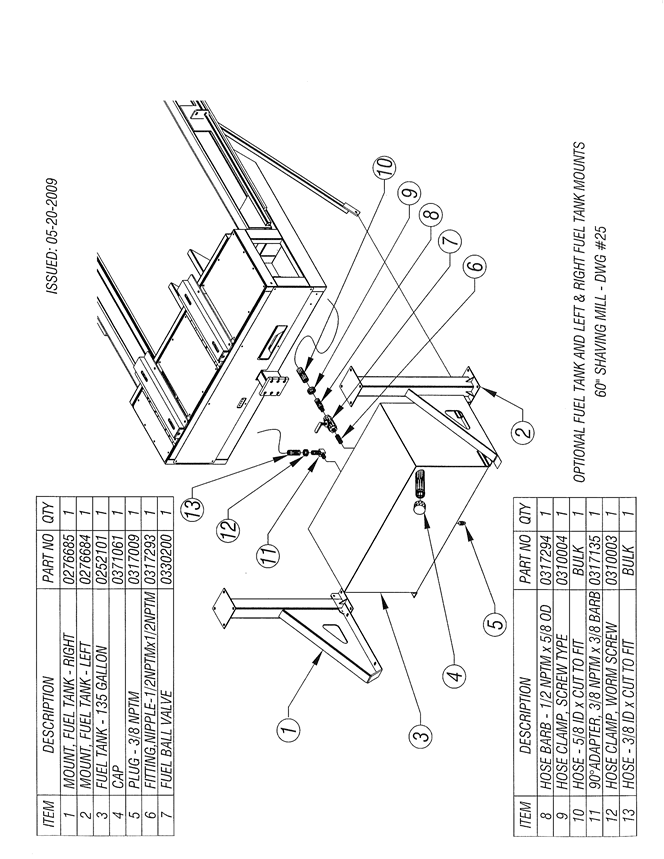 ISSUED: 05-20-2009
ITEM DESCRIPTION PART NO QTY
1 MOUNT, FUEL TANK - RIGHT 0276685 1
2 MOUNT, FUEL TANK - LEFT 0276684 1
3 FUEL TANK - 135 GALLON 0252101 1
4 CAP 0371061 1
5 PLUG - 3/8 NPTM 0317009 1
6 FITTING,NIPPLE-1/2NPTMx1/2NPTM 0317293 1
7 FUEL BALL VALVE 0330200 1
1
2
3
4
5
6
7
8
9
10
11
12
13
ITEM DESCRIPTION PART NO QTY
8 HOSE BARB - 1/2 NPTM x 5/8 OD 0317294 1
9 HOSE CLAMP, SCREW TYPE 0310004 1
10 HOSE - 5/8 ID x CUT TO FIT BULK 1
11 90°ADAPTER, 3/8 NPTM x 3/8 BARB 0317135 1
12 HOSE CLAMP, WORM SCREW 0310003 1
13 HOSE - 3/8 ID x CUT TO FIT BULK 1
OPTIONAL FUEL TANK AND LEFT & RIGHT FUEL TANK MOUNTS
60" SHAVING MILL - DWG #25